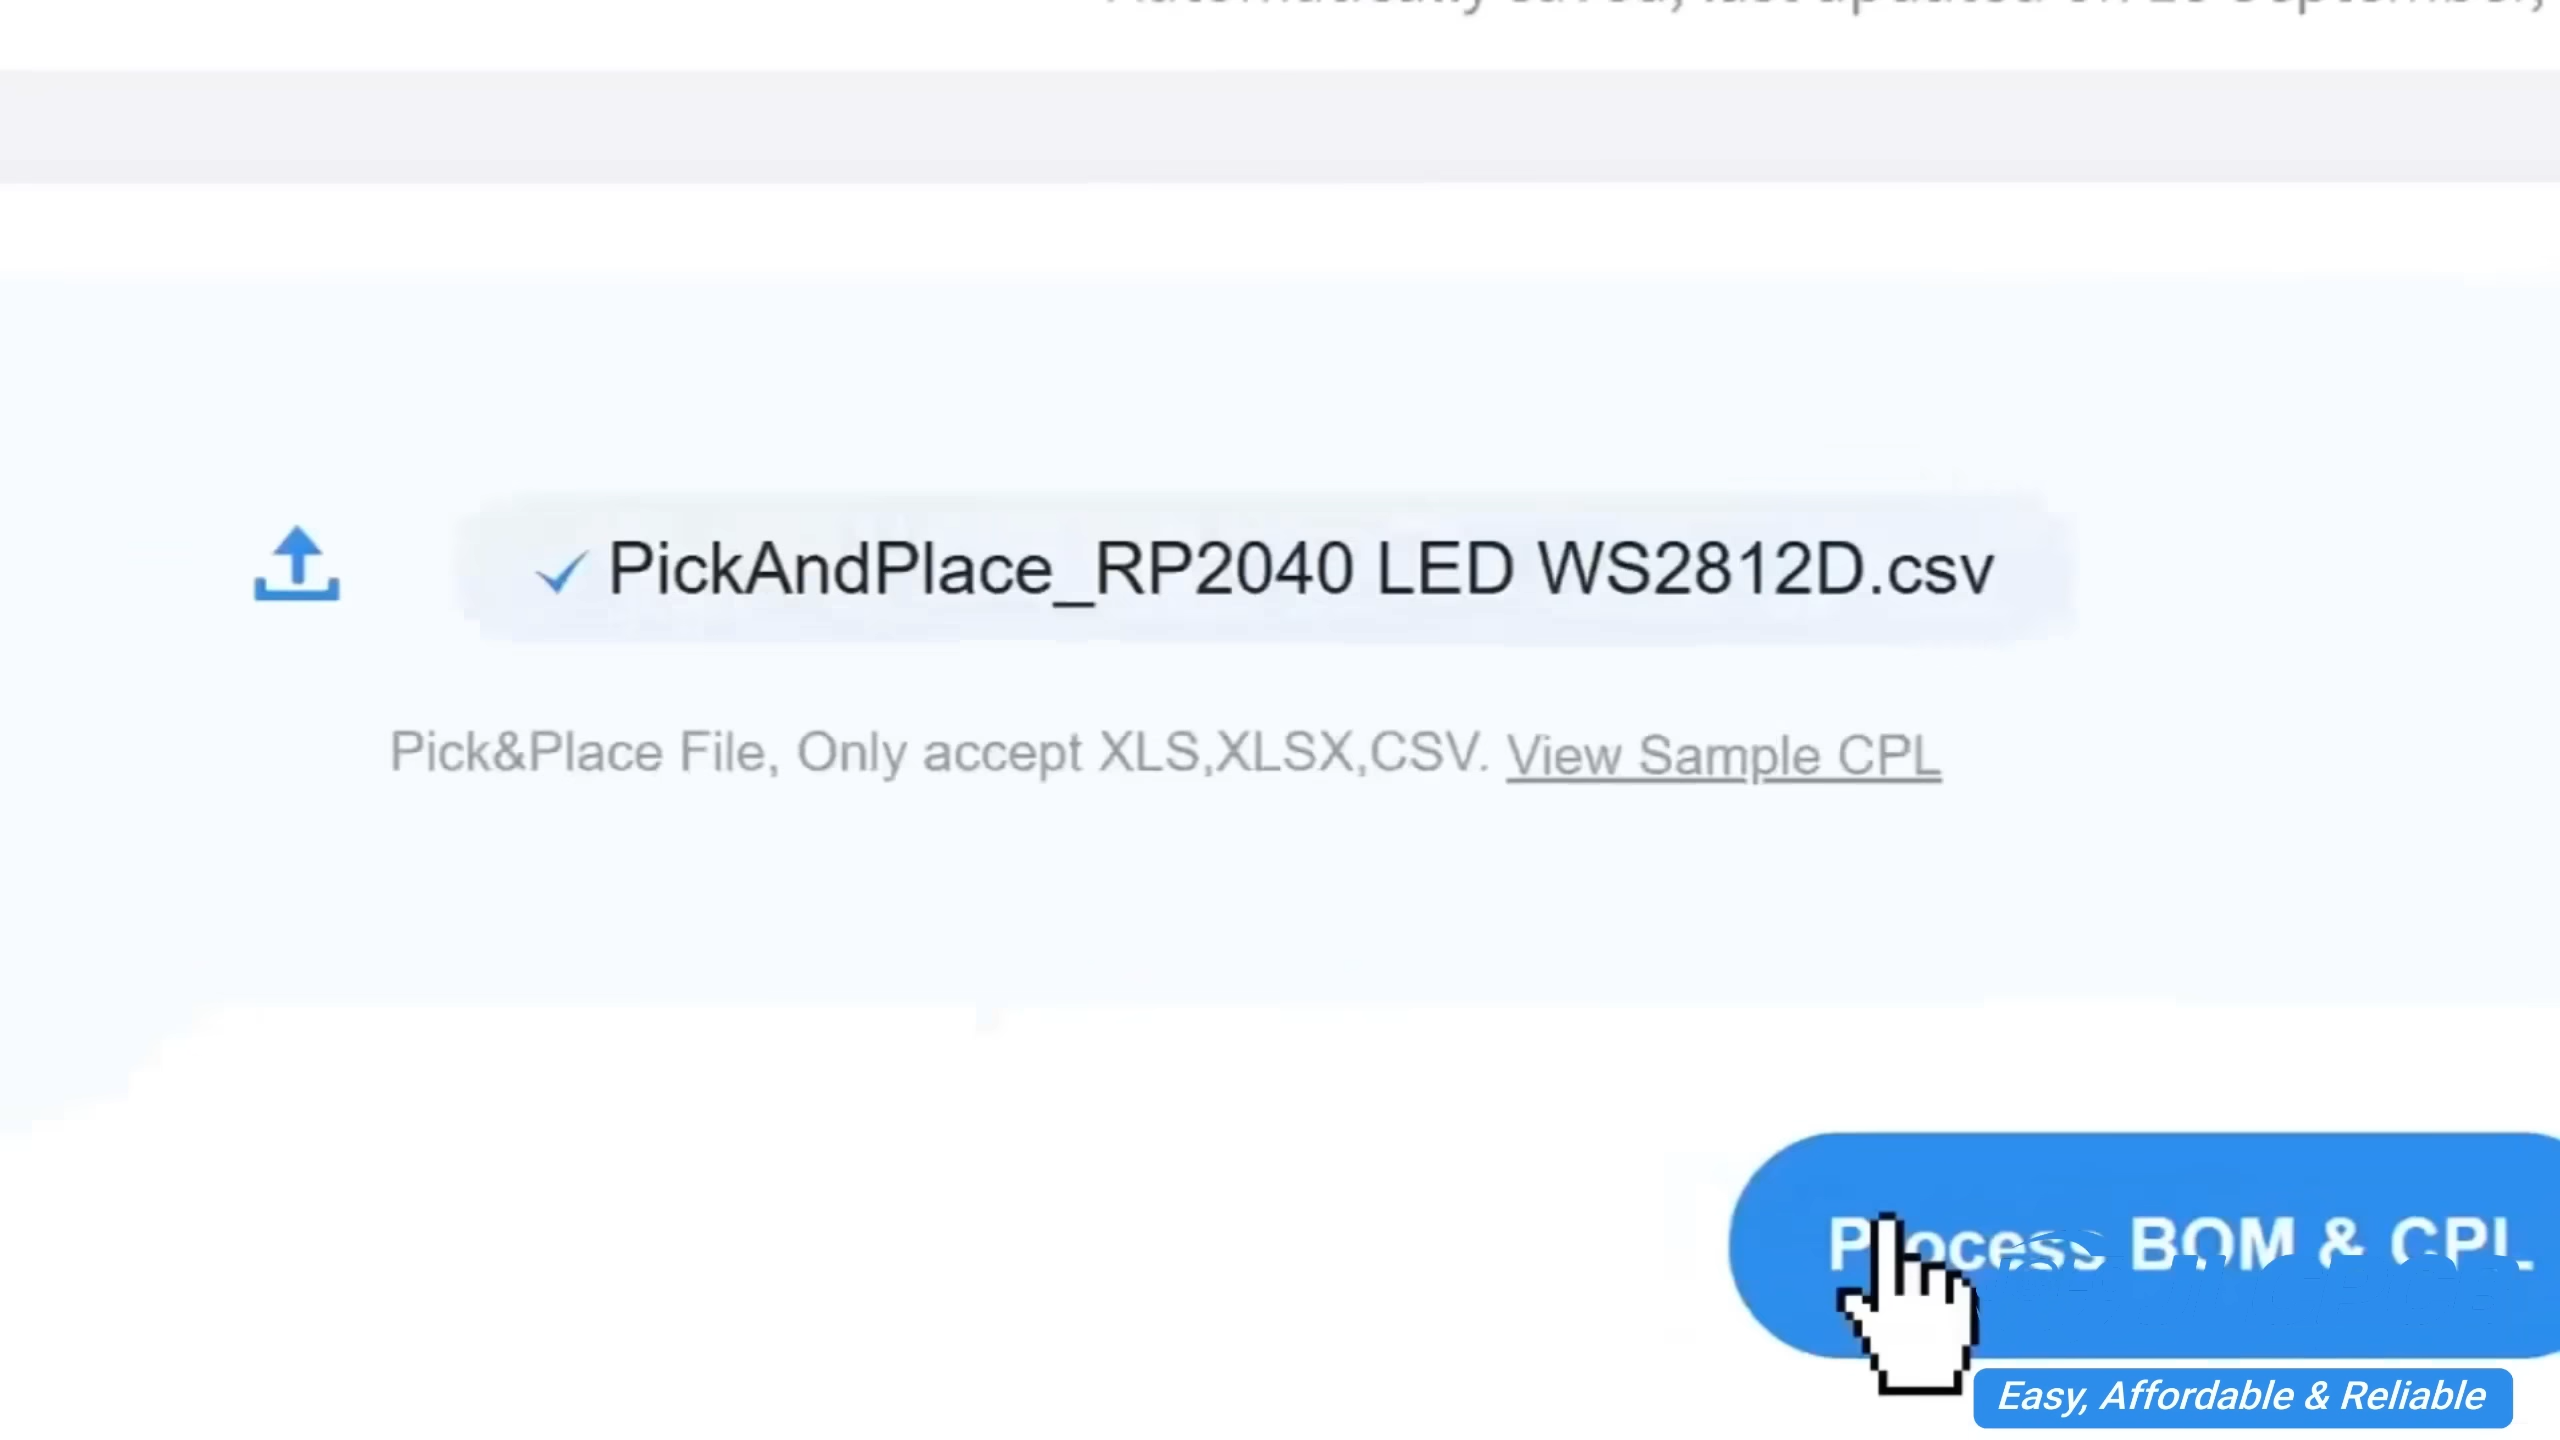 PickAndPlace_RP2040 LED WS2812D.csv
Pick&Place File, Only accept XLS,XLSX,CSV. View Sample CPL
Process BOM & CPL
Easy, Affordable & Reliable